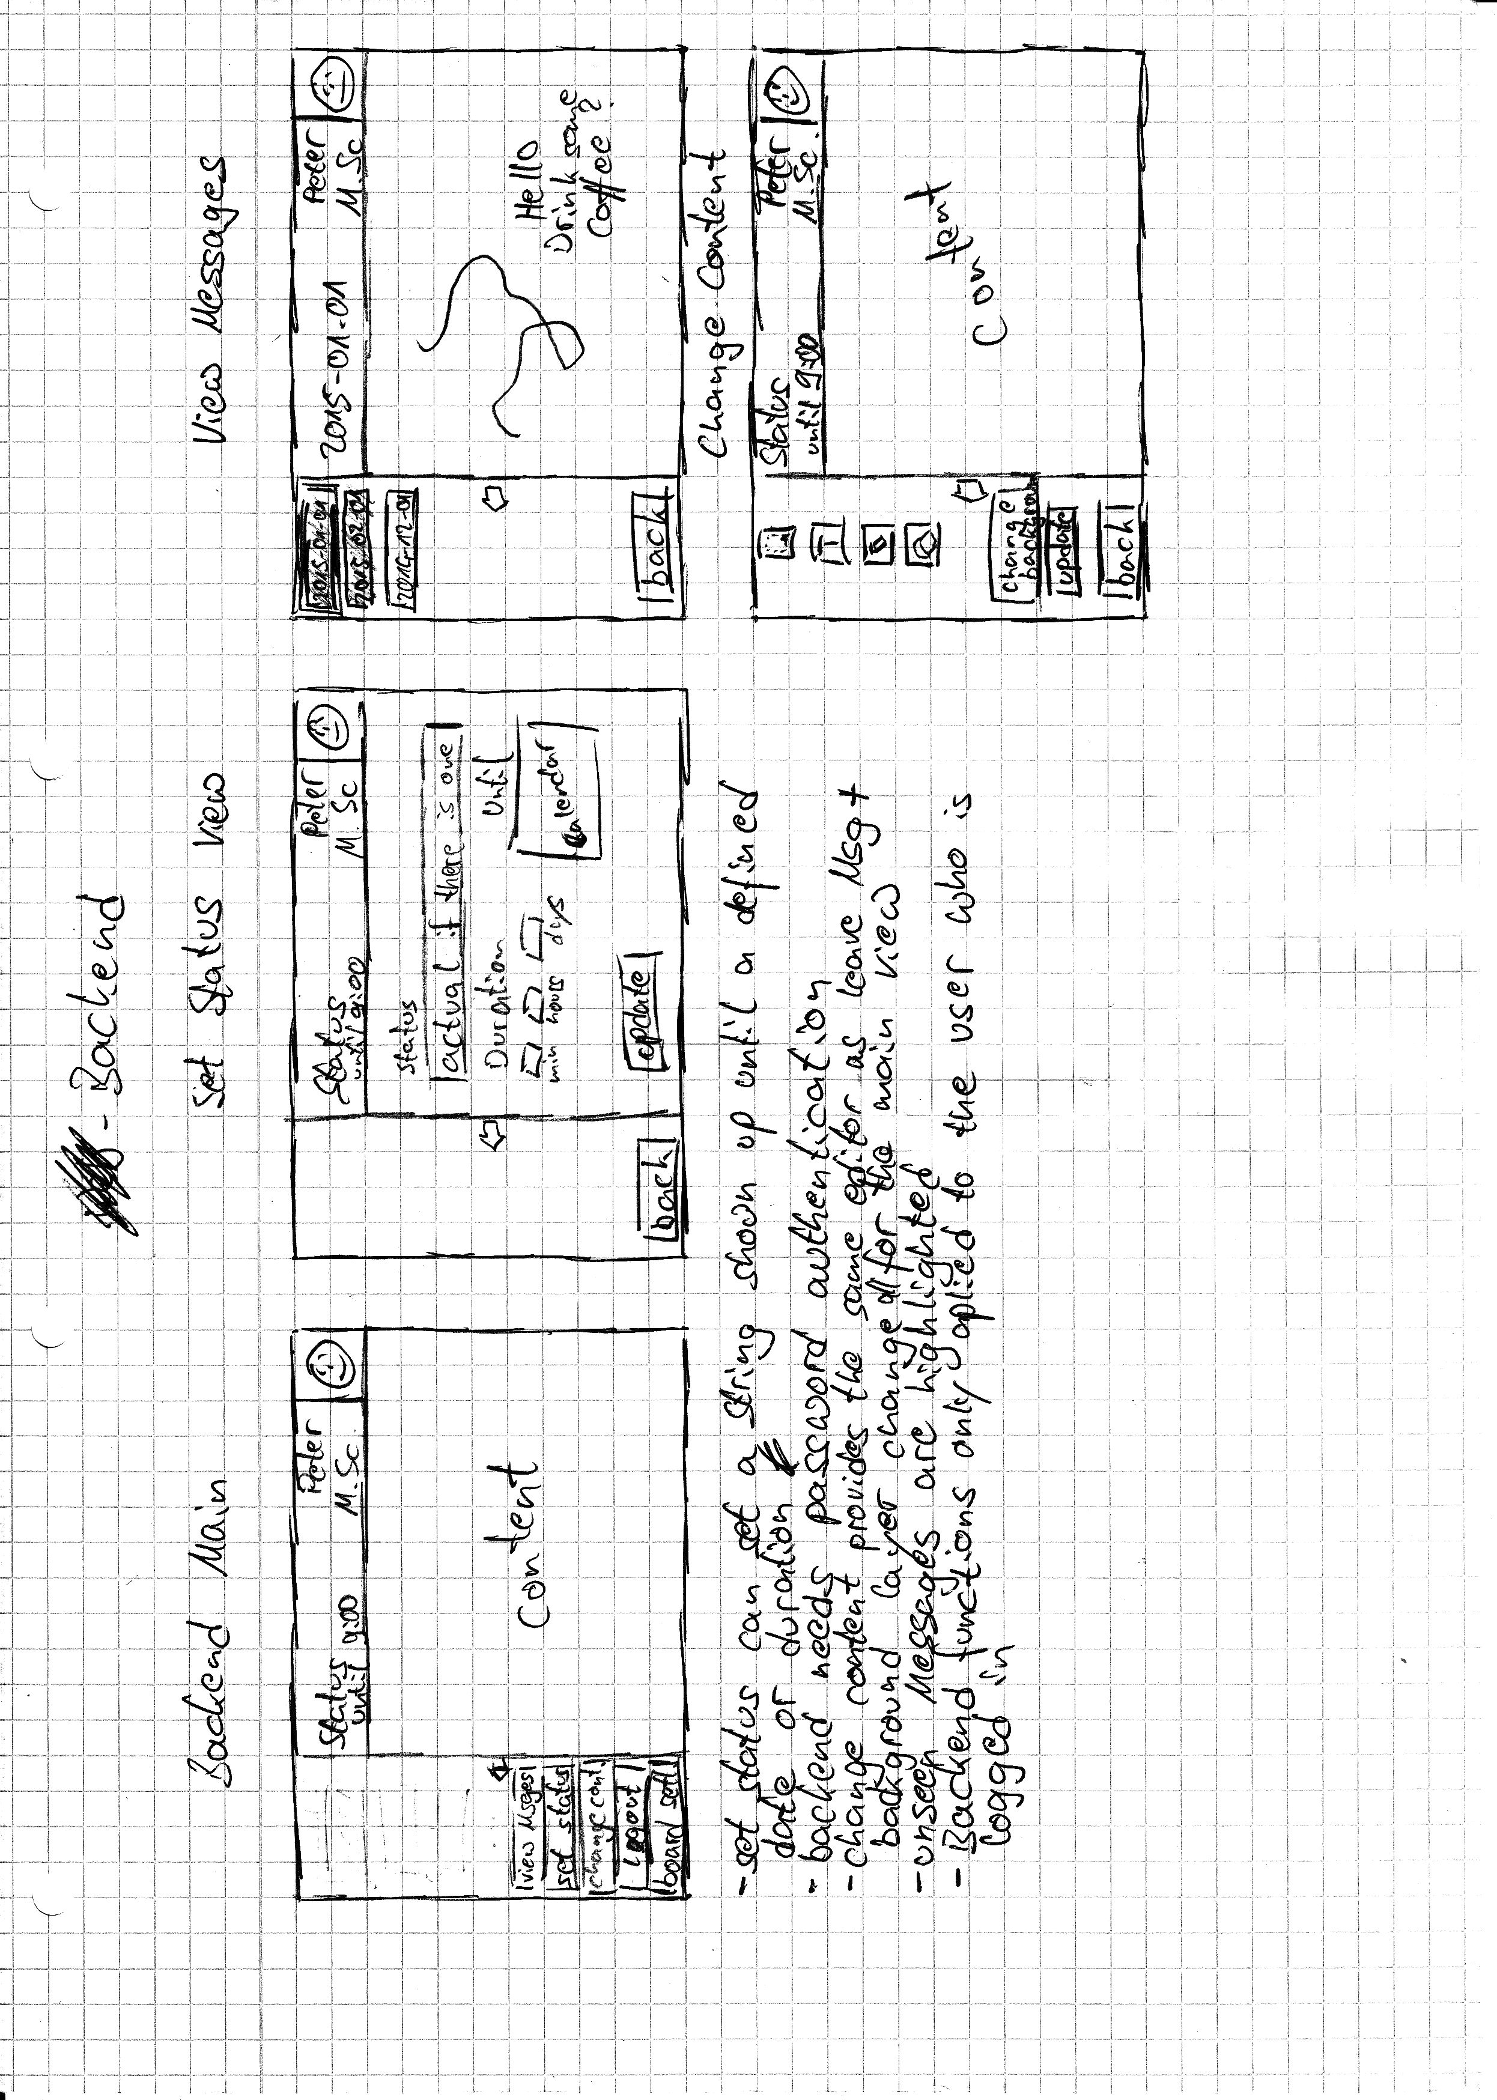 - Backend
Backend Main
Status
until 9:00
Peter
M. Sc
view Msges
set status
change cont
Logout
board sett
Content
Set Status View
Status
until 9:00
Peter
M. Sc
Status
actual if there is one
Duration
min hours days
Until
calendar
update
back
View Messages
2015-01-01
Peter
M. Sc
2015-01-01
2015-02-01
2014-12-01
Hello
Drink some
Coffee?
back
Change Content
Status
until 9:00
Peter
M. Sc.
T
Content
change
background
update
back
- set status can set a string shown up until a defined
date or duration
- backend needs password authentication
- change content provides the same editor as leave Msg +
background layer change for the main view
- unseen Messages are highlighted
- Backend functions only aplied to the user who is
logged in